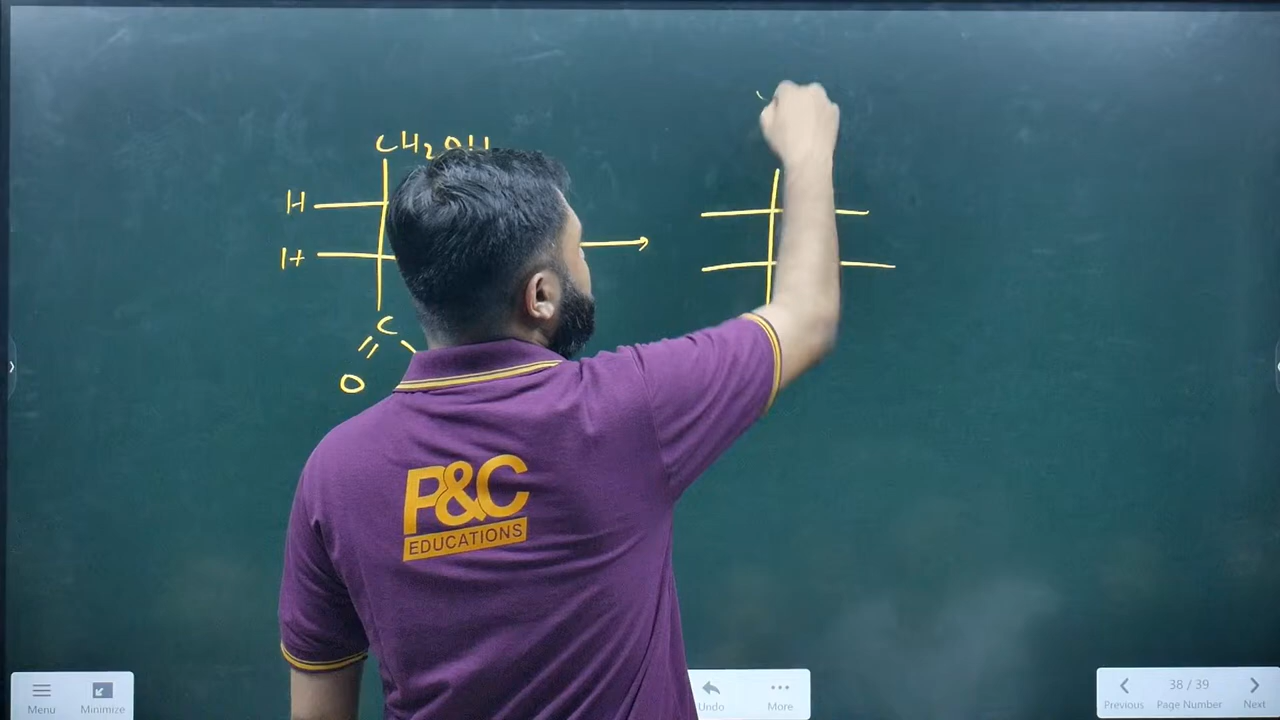 CH₂OH
H
H
C
O
P&C
EDUCATIONS
Menu
Minimize
Undo
More
Previous
38 / 39
Page Number
Next